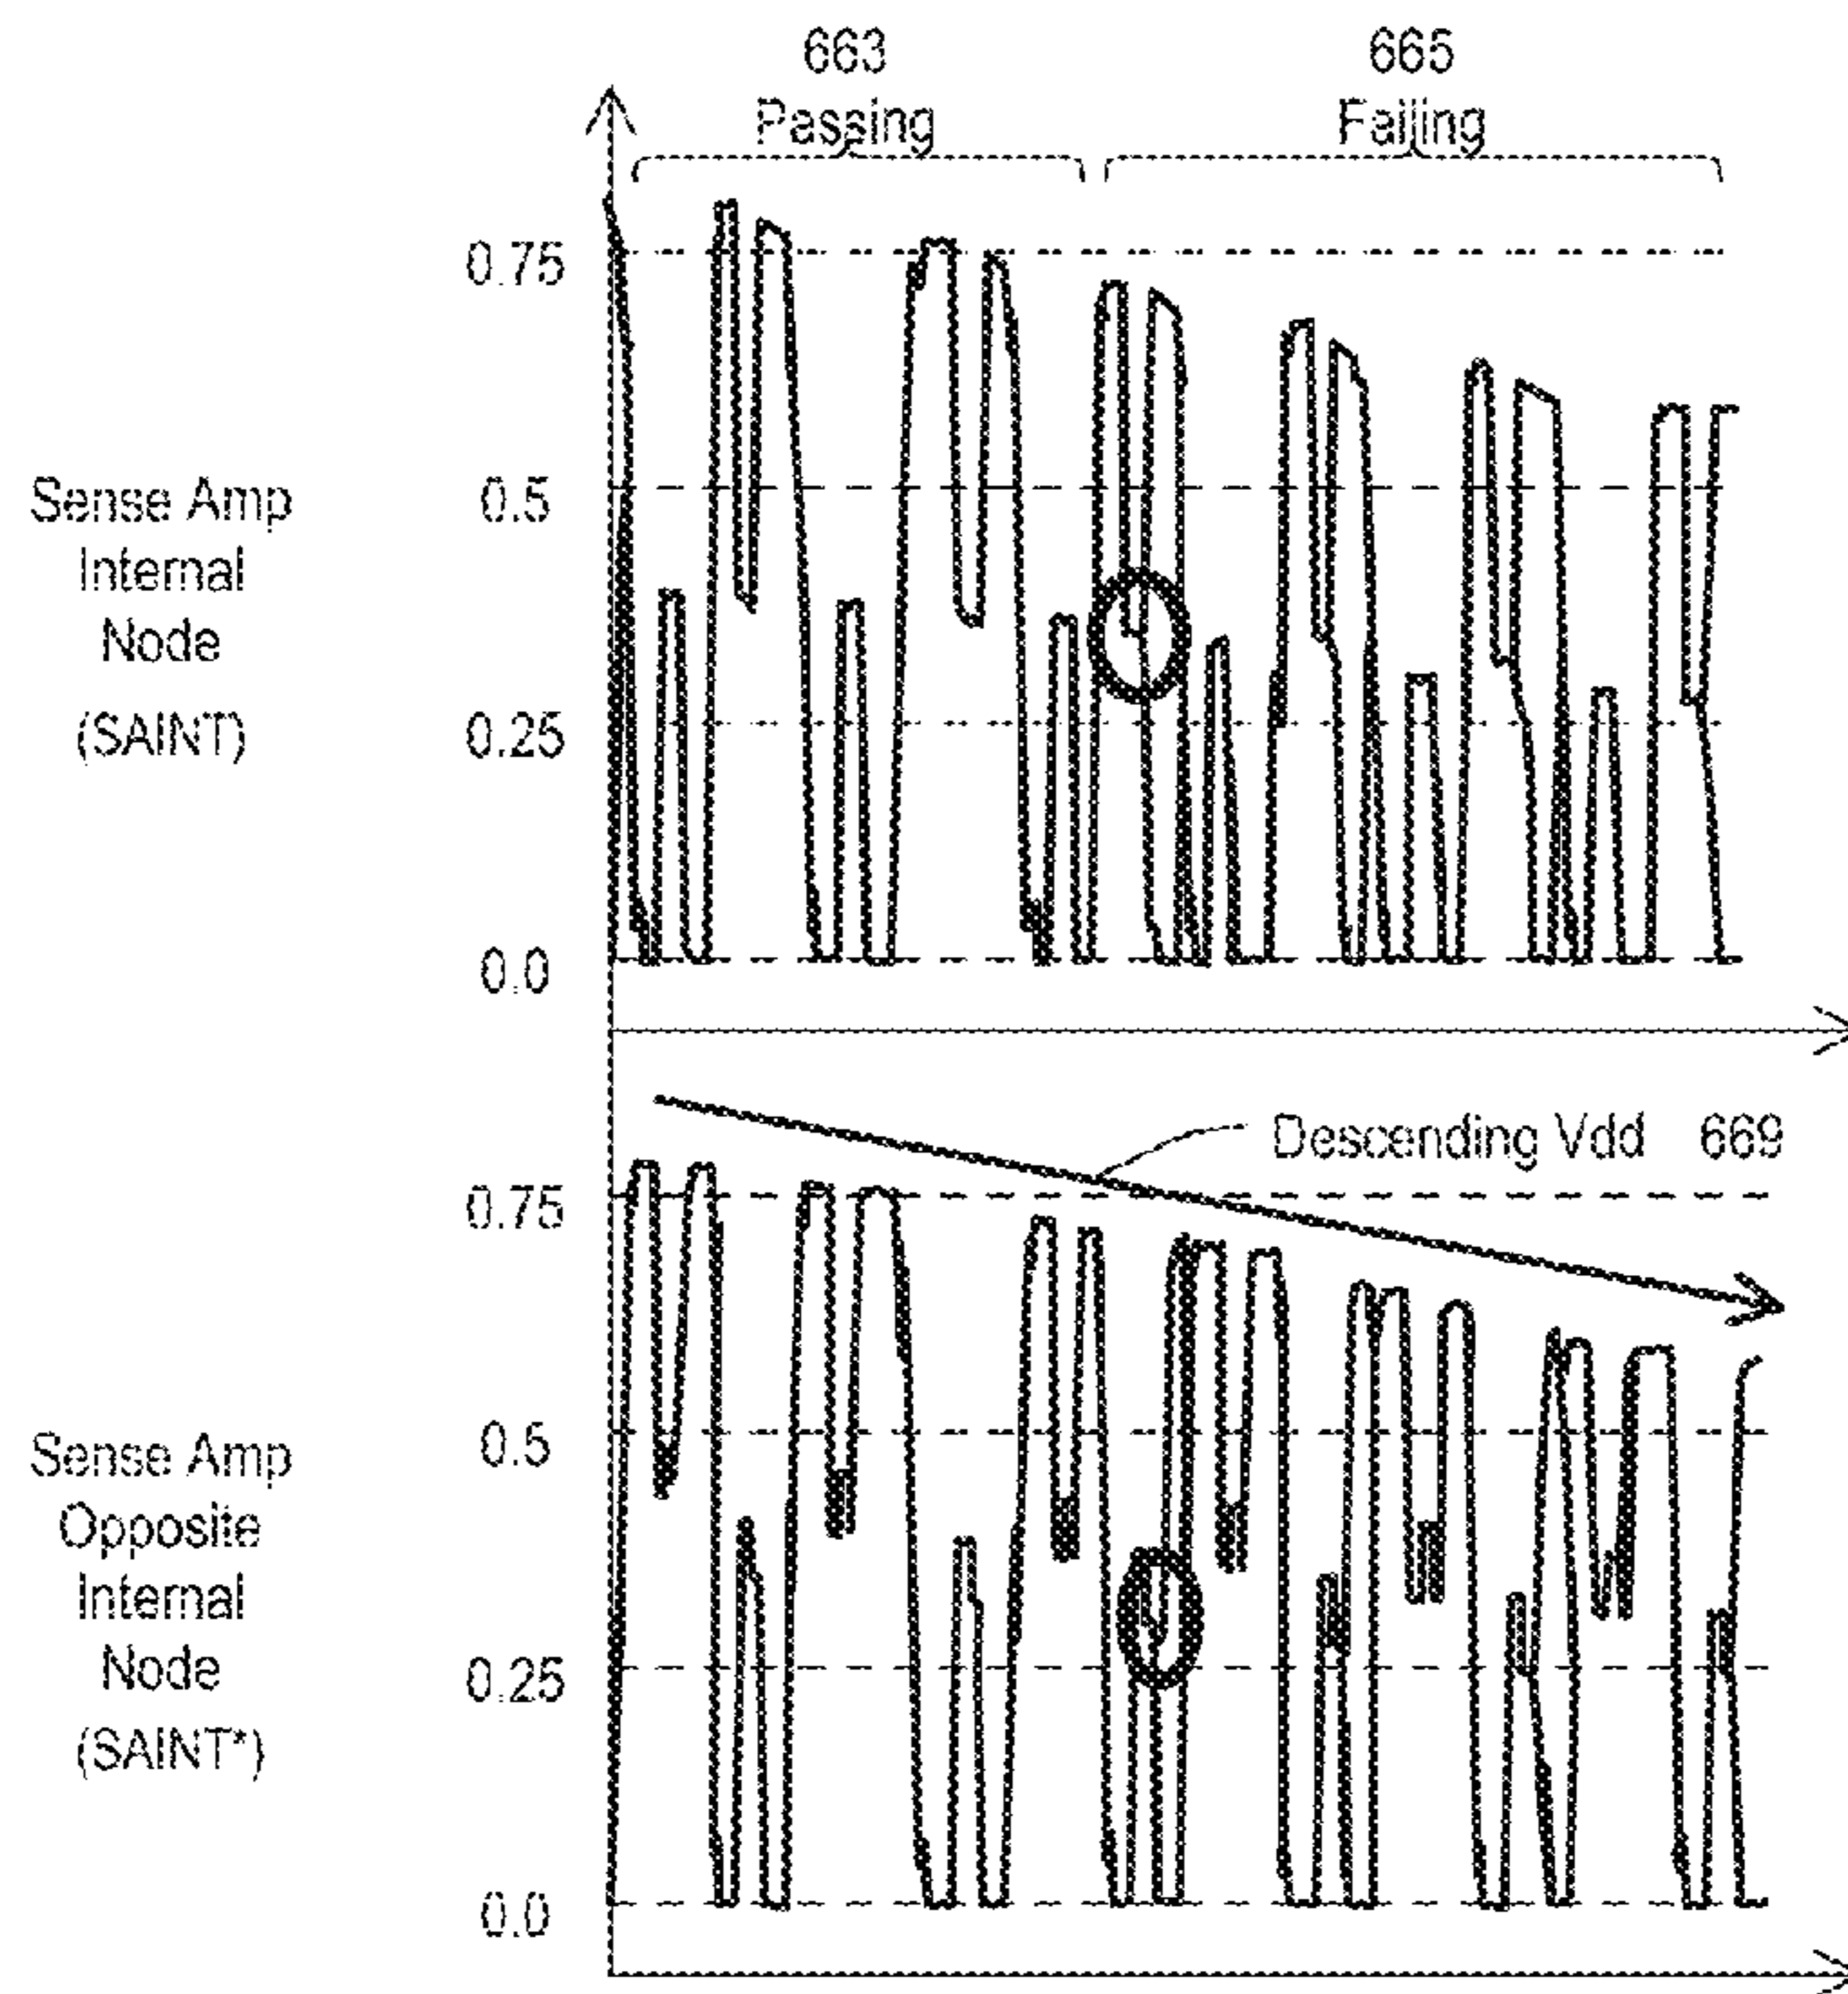 663
Passing
665
Failing
0.75
0.5
0.25
0.0
Sense Amp
Internal
Node
(SAINT)
Descending Vdd 669
0.75
0.5
0.25
0.0
Sense Amp
Opposite
Internal
Node
(SAINT*)